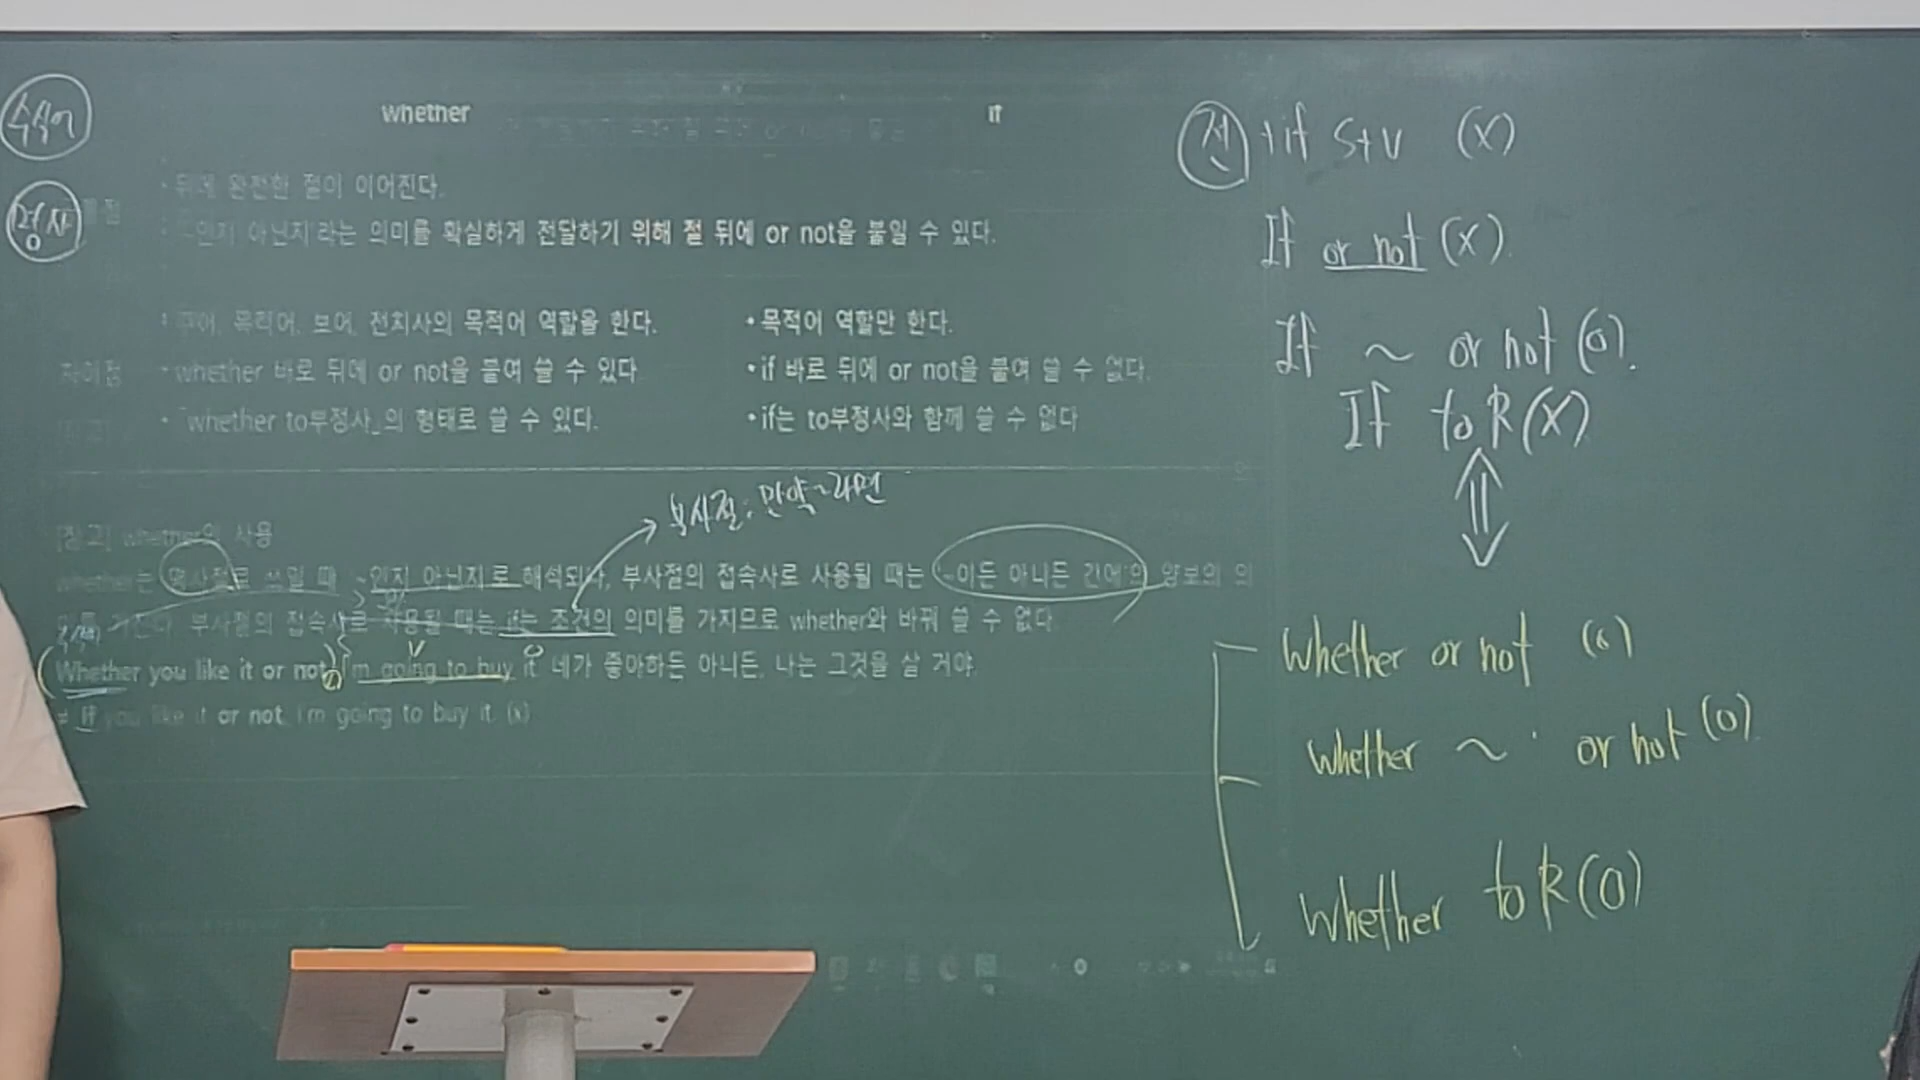 수식어
whether if
• 뒤에 완전한 절이 이어진다.
명사
아닌지'라는 의미를 확실하게 전달하기 위해 절 뒤에 or not을 붙일 수 있다.
• 주어, 목적어, 보어, 전치사의 목적어 역할을 한다. • 목적어 역할만 한다.
차이점 • whether 바로 뒤에 or not을 붙여 쓸 수 있다. • if 바로 뒤에 or not을 붙여 쓸 수 없다.
• 「whether to부정사」의 형태로 쓸 수 있다. • if는 to부정사와 함께 쓸 수 없다
부사절: 만약~라면
[참고] whether의 사용
whether는 명사절로 쓰일 때 '~인지 아닌지'로 해석되나, 부사절의 접속사로 사용될 때는 '~이든 아니든 간에'의 양보의 의
가진다. 부사절의 접속사로 사용될 때는 if는 조건의 의미를 가지므로 whether와 바꿔 쓸 수 없다.
V O
(Whether you like it or not), I'm going to buy it 네가 좋아하든 아니든, 나는 그것을 살 거야.
≠ If you like it or not, I'm going to buy it. (x)
전 + if S+V (X)
If or not (X).
If ~ or not (O).
If to R (X)
Whether or not (O)
Whether ~ or not (O)
Whether to R (O)